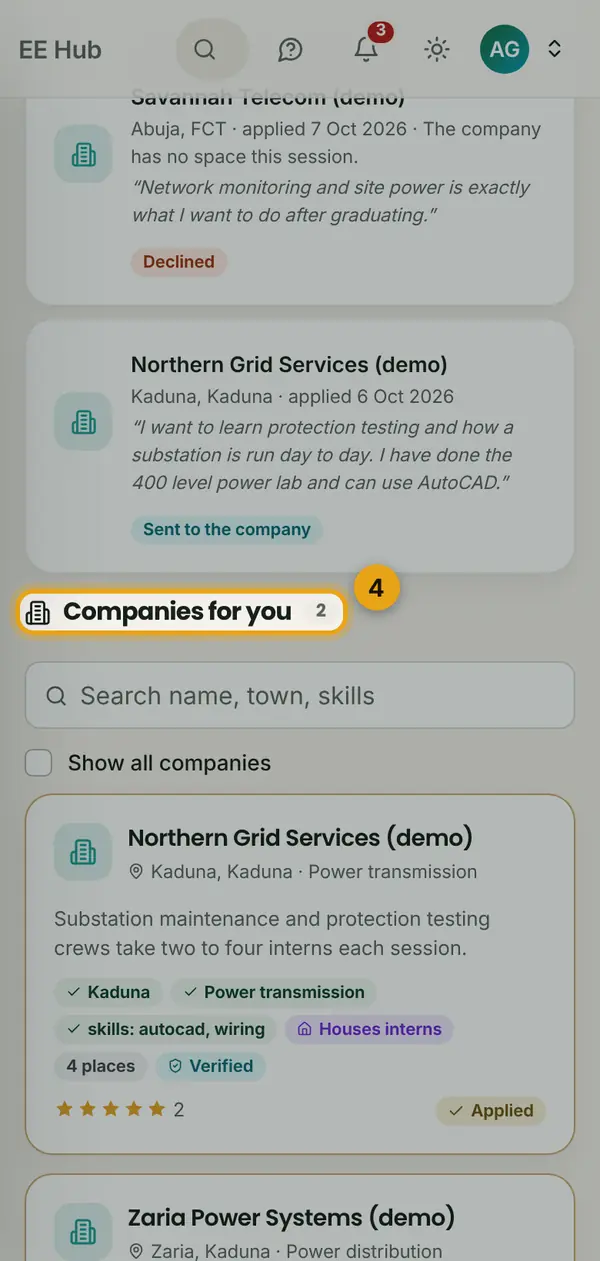 EE Hub
3
AG
Savannah Telecom (demo)
Abuja, FCT · applied 7 Oct 2026 · The company
has no space this session.
“Network monitoring and site power is exactly
what I want to do after graduating.”
Declined
Northern Grid Services (demo)
Kaduna, Kaduna · applied 6 Oct 2026
“I want to learn protection testing and how a
substation is run day to day. I have done the
400 level power lab and can use AutoCAD.”
Sent to the company
4
Companies for you 2
Search name, town, skills
Show all companies
Northern Grid Services (demo)
Kaduna, Kaduna · Power transmission
Substation maintenance and protection testing
crews take two to four interns each session.
Kaduna Power transmission
skills: autocad, wiring Houses interns
4 places Verified
2 Applied
Zaria Power Systems (demo)
Zaria, Kaduna · Power distribution